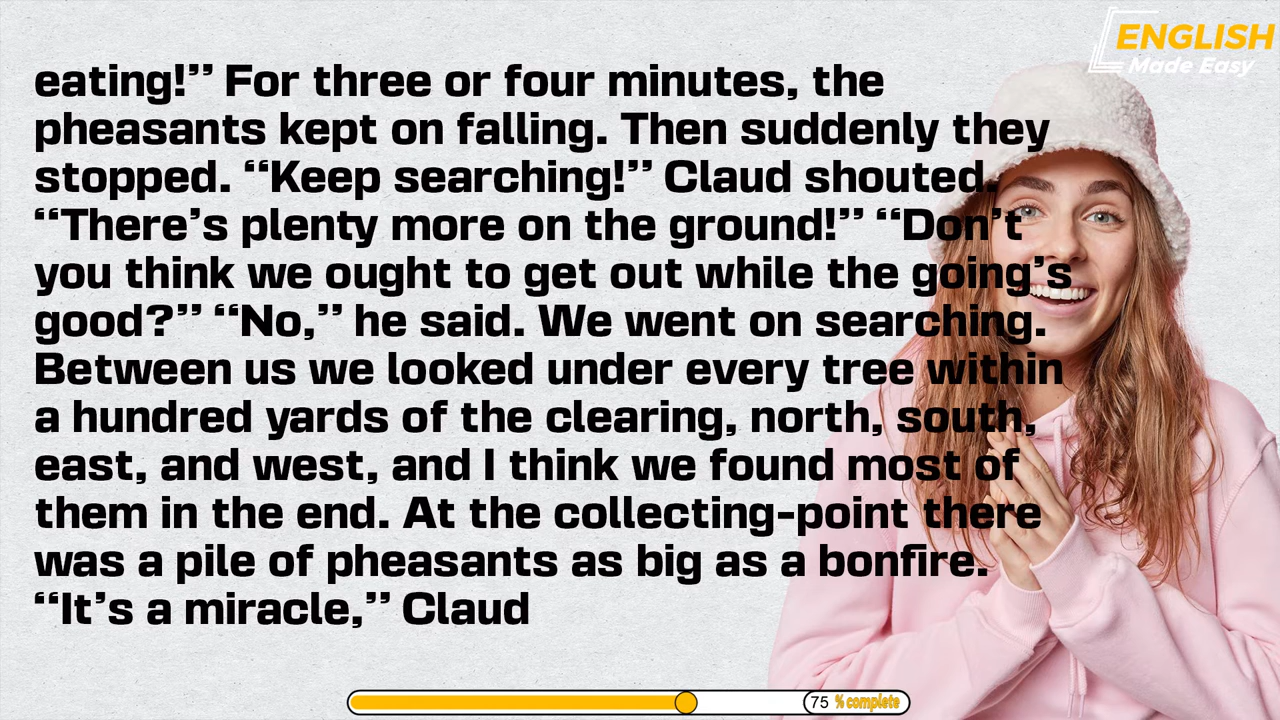 ENGLISH
Made Easy
eating!” For three or four minutes, the
pheasants kept on falling. Then suddenly they
stopped. “Keep searching!” Claud shouted.
“There’s plenty more on the ground!” “Don’t
you think we ought to get out while the going’s
good?” “No,” he said. We went on searching.
Between us we looked under every tree within
a hundred yards of the clearing, north, south,
east, and west, and I think we found most of
them in the end. At the collecting-point there
was a pile of pheasants as big as a bonfire.
“It’s a miracle,” Claud
75 % complete